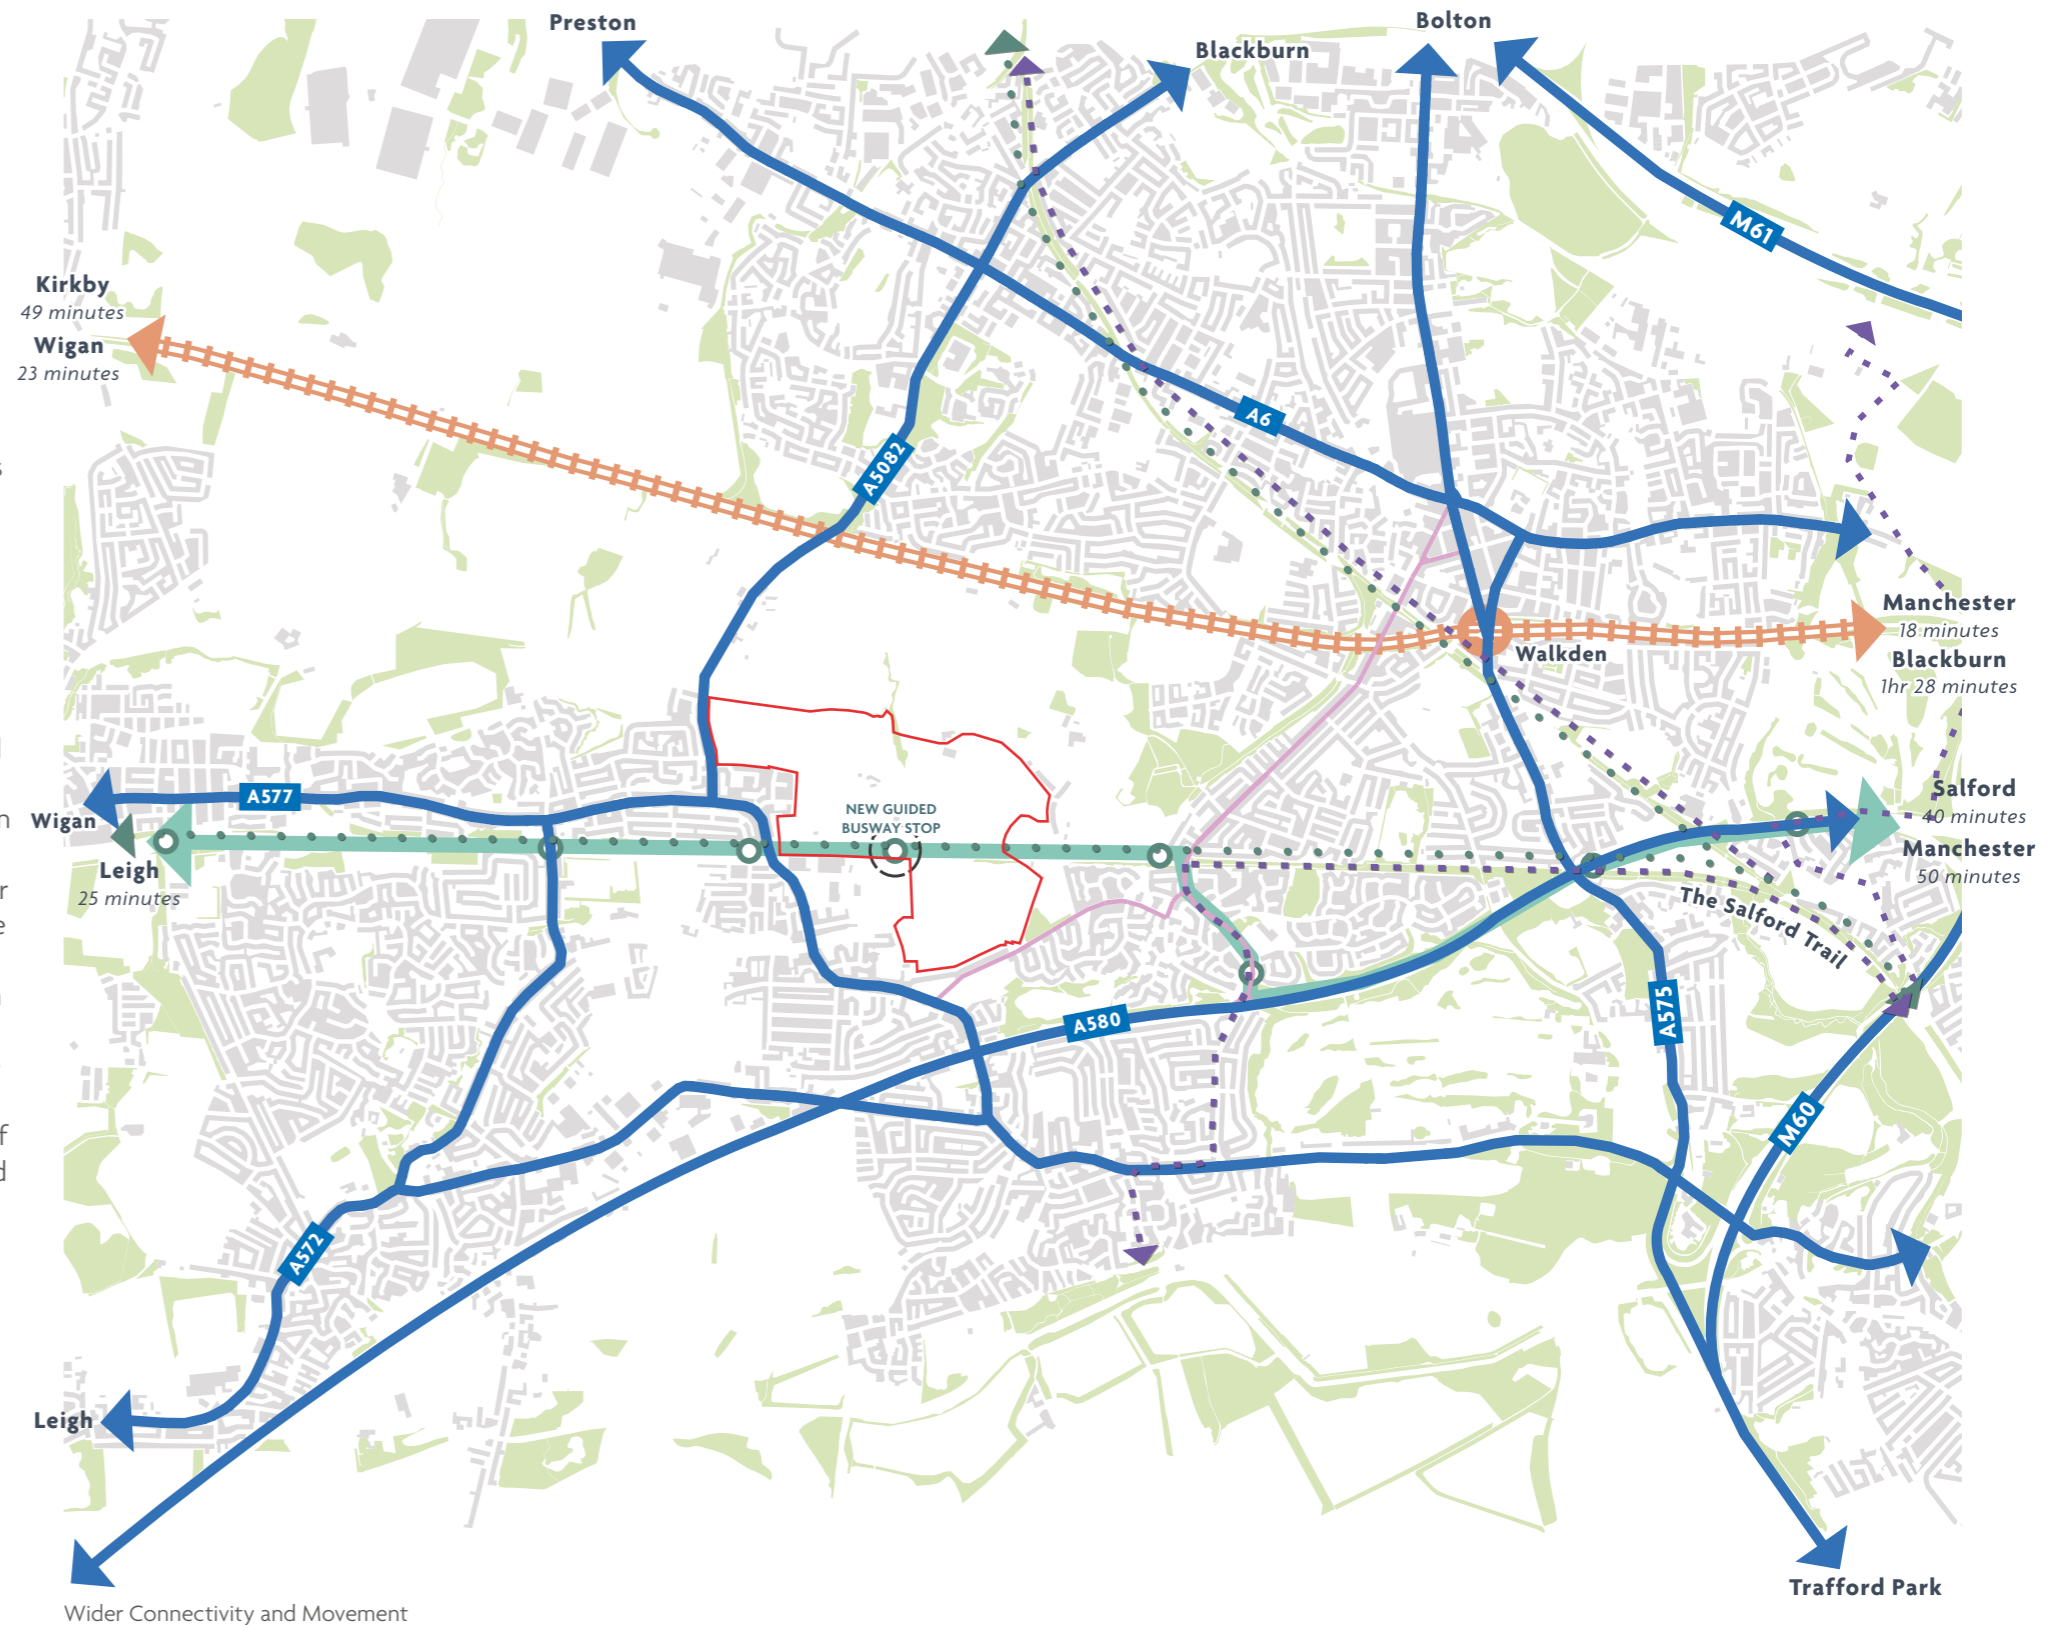 Preston
Bolton
Blackburn
M61
Kirkby
49 minutes
Wigan
23 minutes
A6
A5082
Manchester
18 minutes
Walkden
Blackburn
1hr 28 minutes
A577
Wigan
NEW GUIDED
BUSWAY STOP
Salford
40 minutes
Leigh
25 minutes
Manchester
50 minutes
The Salford Trail
A575
A580
M60
A572
Leigh
Trafford Park
Wider Connectivity and Movement